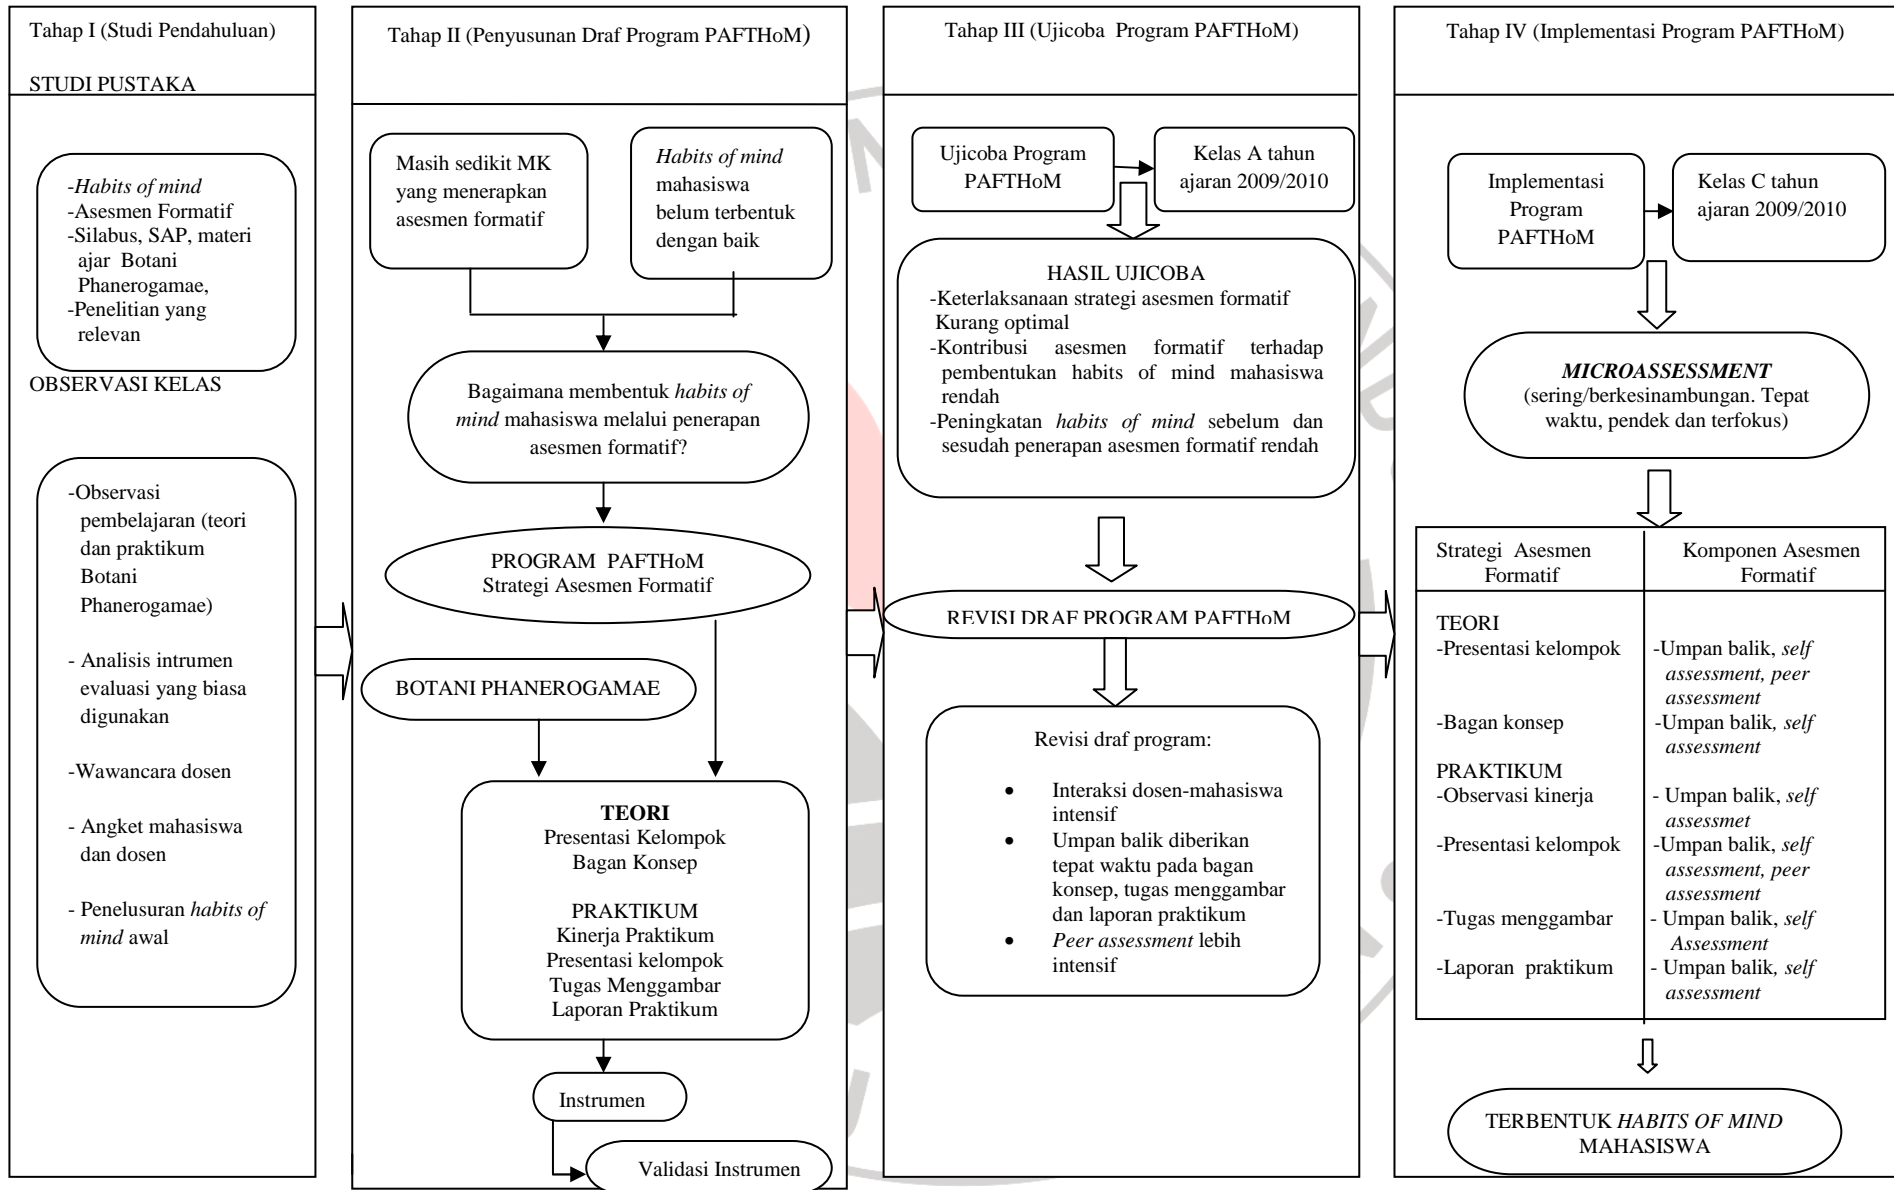 Tahap I (Studi Pendahuluan)
STUDI PUSTAKA
-Habits of mind
-Asesmen Formatif
-Silabus, SAP, materi
ajar Botani
Phanerogamae,
-Penelitian yang
relevan
OBSERVASI KELAS
-Observasi
pembelajaran (teori
dan praktikum
Botani
Phanerogamae)
- Analisis intrumen
evaluasi yang biasa
digunakan
-Wawancara dosen
- Angket mahasiswa
dan dosen
- Penelusuran habits of
mind awal
Tahap II (Penyusunan Draf Program PAFTHoM)
Masih sedikit MK
yang menerapkan
asesmen formatif
Habits of mind
mahasiswa
belum terbentuk
dengan baik
Bagaimana membentuk habits of
mind mahasiswa melalui penerapan
asesmen formatif?
PROGRAM PAFTHoM
Strategi Asesmen Formatif
BOTANI PHANEROGAMAE
TEORI
Presentasi Kelompok
Bagan Konsep
PRAKTIKUM
Kinerja Praktikum
Presentasi kelompok
Tugas Menggambar
Laporan Praktikum
Instrumen
Validasi Instrumen
Tahap III (Ujicoba Program PAFTHoM)
Ujicoba Program
PAFTHoM
Kelas A tahun
ajaran 2009/2010
HASIL UJICOBA
-Keterlaksanaan strategi asesmen formatif
Kurang optimal
-Kontribusi asesmen formatif terhadap
pembentukan habits of mind mahasiswa
rendah
-Peningkatan habits of mind sebelum dan
sesudah penerapan asesmen formatif rendah
REVISI DRAF PROGRAM PAFTHoM
Revisi draf program:
• Interaksi dosen-mahasiswa
intensif
• Umpan balik diberikan
tepat waktu pada bagan
konsep, tugas menggambar
dan laporan praktikum
• Peer assessment lebih
intensif
Tahap IV (Implementasi Program PAFTHoM)
Implementasi
Program
PAFTHoM
Kelas C tahun
ajaran 2009/2010
MICROASSESSMENT
(sering/berkesinambungan. Tepat
waktu, pendek dan terfokus)
Strategi Asesmen
Formatif
Komponen Asesmen
Formatif
TEORI
-Presentasi kelompok
-Umpan balik, self
assessment, peer
assessment
-Bagan konsep
-Umpan balik, self
assessment
PRAKTIKUM
-Observasi kinerja
- Umpan balik, self
assessmet
-Presentasi kelompok
-Umpan balik, self
assessment, peer
assessment
-Tugas menggambar
- Umpan balik, self
Assessment
-Laporan praktikum
- Umpan balik, self
assessment
TERBENTUK HABITS OF MIND
MAHASISWA